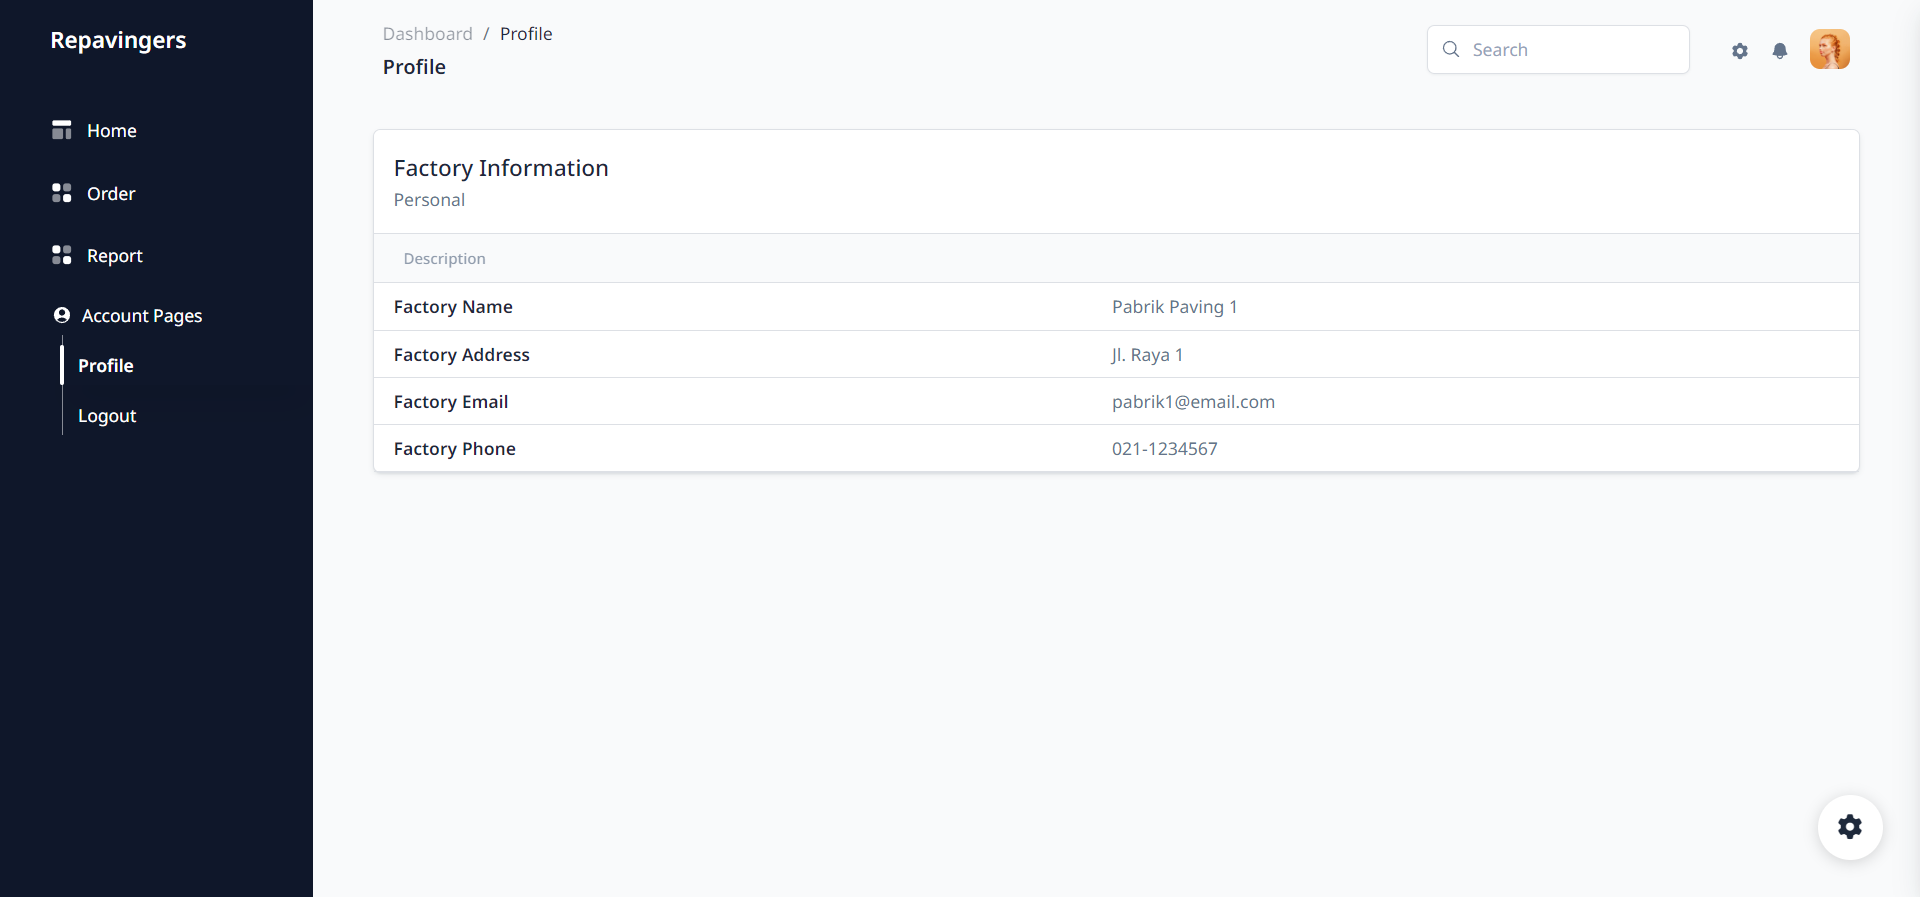 Repavingers
Home
Order
Report
Account Pages
Profile
Logout
Dashboard / Profile
Profile
Search
Factory Information
Personal
Description
Factory Name Pabrik Paving 1
Factory Address Jl. Raya 1
Factory Email pabrik1@email.com
Factory Phone 021-1234567